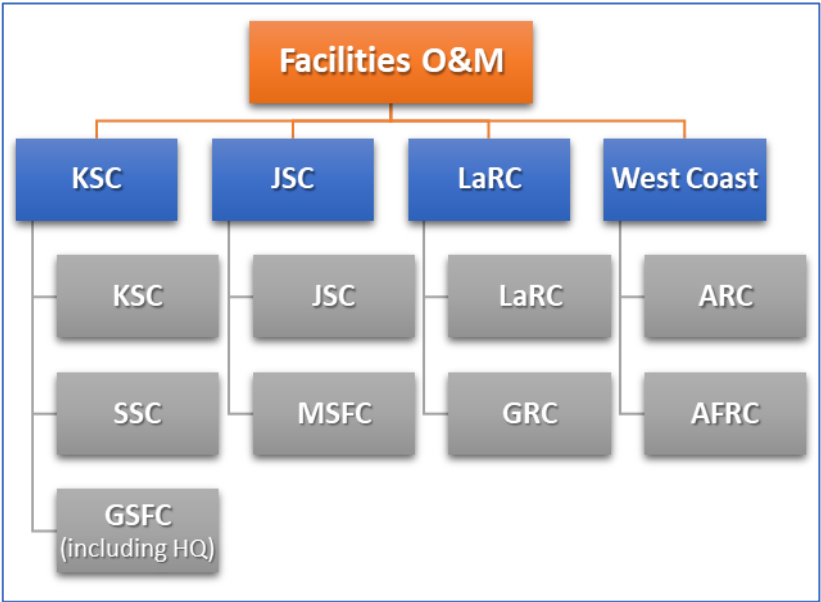 Facilities O&M
KSC
JSC
LaRC
West Coast
KSC
JSC
LaRC
ARC
SSC
MSFC
GRC
AFRC
GSFC
(including HQ)